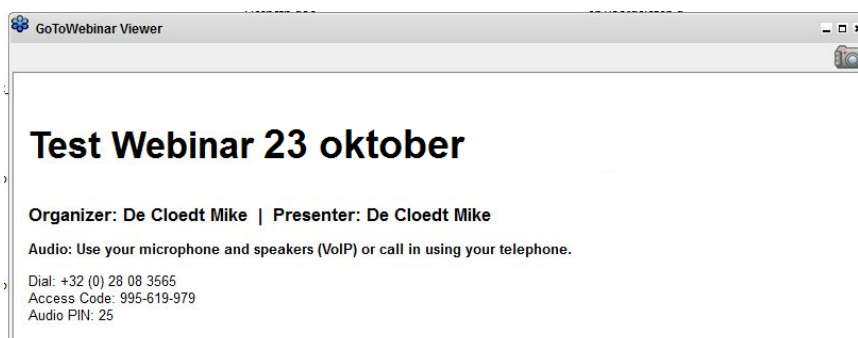 GoToWebinar Viewer
Test Webinar 23 oktober
Organizer: De Cloedt Mike | Presenter: De Cloedt Mike
Audio: Use your microphone and speakers (VoIP) or call in using your telephone.
Dial: +32 (0) 28 08 3565
Access Code: 995-619-979
Audio PIN: 25